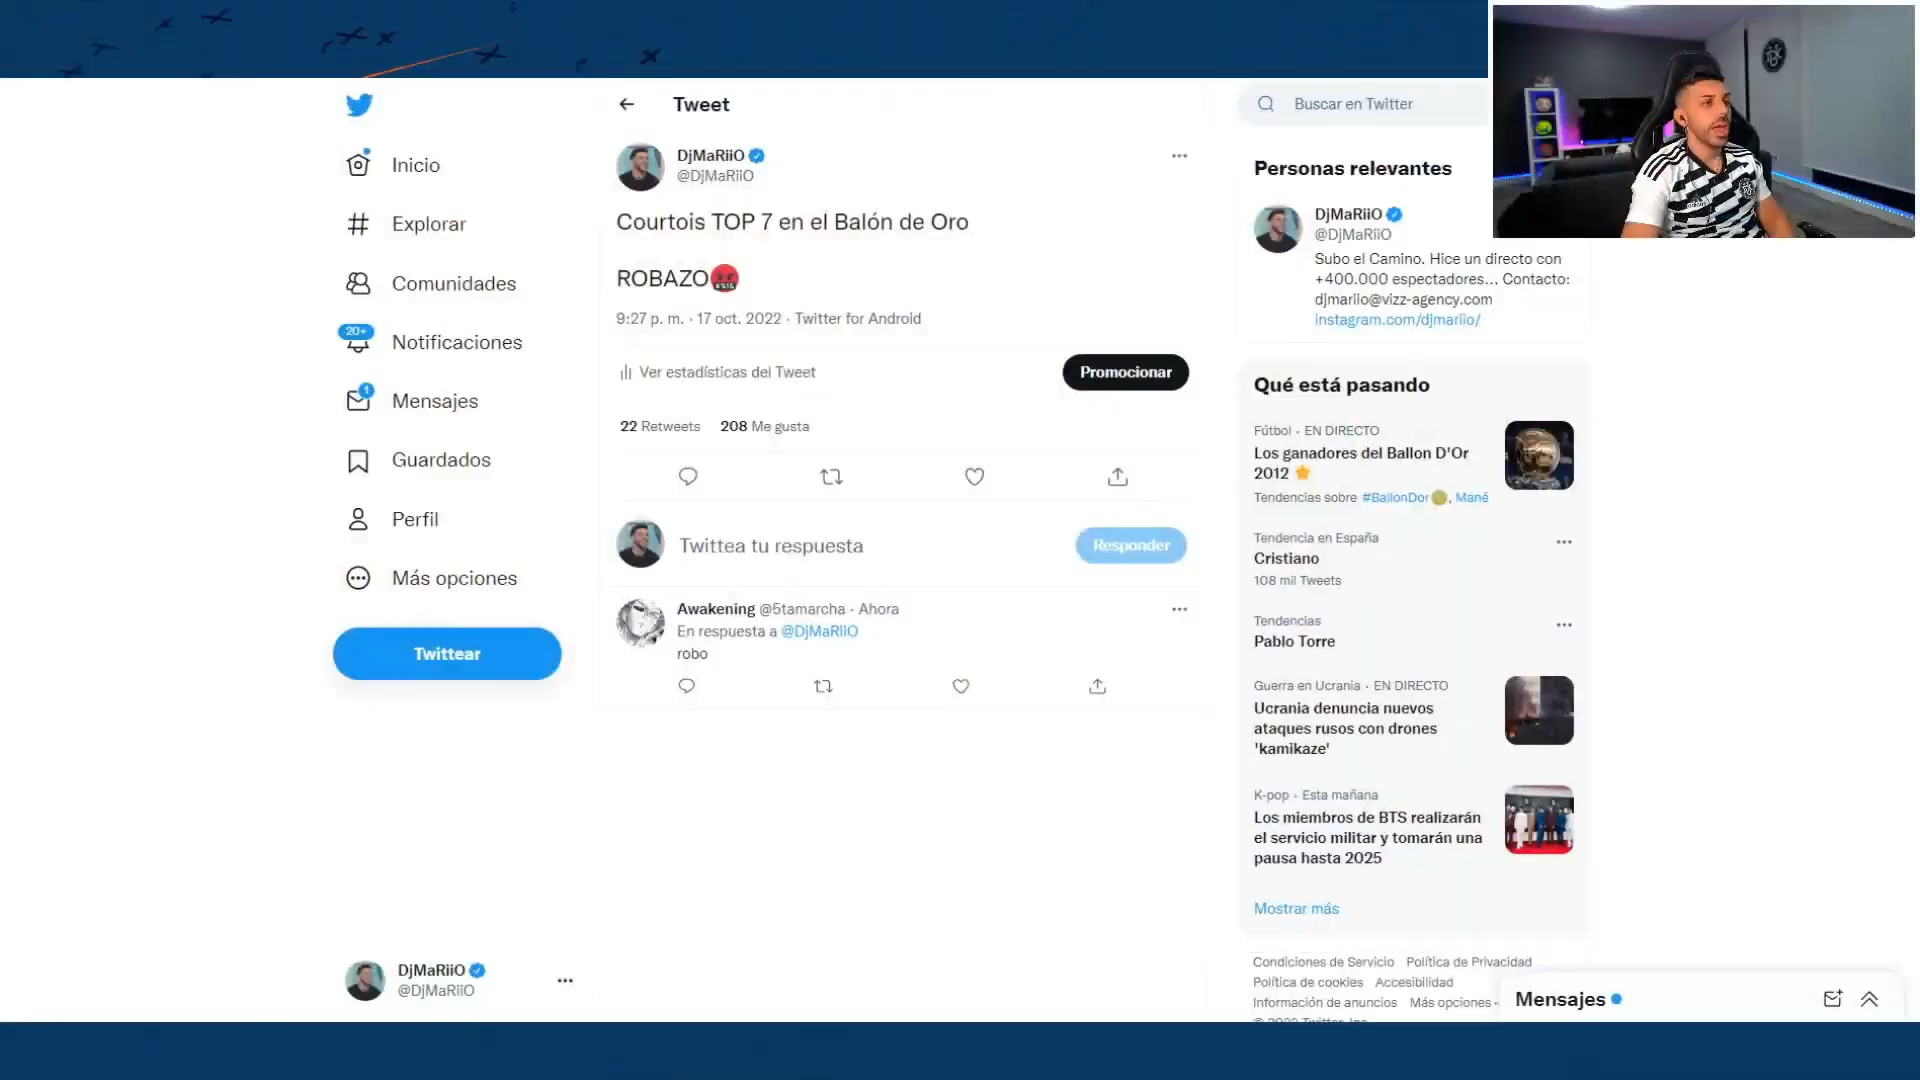 Tweet
Buscar en Twitter
Inicio
Explorar
Comunidades
20+
Notificaciones
1
Mensajes
Guardados
Perfil
Más opciones
Twittear
DjMaRiiO
@DjMaRiiO
DjMaRiiO
@DjMaRiiO
Courtois TOP 7 en el Balón de Oro
ROBAZO
9:27 p. m. · 17 oct. 2022 · Twitter for Android
Ver estadísticas del Tweet
Promocionar
22 Retweets 208 Me gusta
Twittea tu respuesta
Responder
Awakening @5tamarcha · Ahora
En respuesta a @DjMaRiiO
robo
Personas relevantes
DjMaRiiO
@DjMaRiiO
Subo el Camino. Hice un directo con
+400.000 espectadores... Contacto:
djmariio@vizz-agency.com
instagram.com/djmariio/
Qué está pasando
Fútbol · EN DIRECTO
Los ganadores del Ballon D'Or
2012
Tendencias sobre #BallonDor, Mané
Tendencia en España
Cristiano
108 mil Tweets
Tendencias
Pablo Torre
Guerra en Ucrania · EN DIRECTO
Ucrania denuncia nuevos
ataques rusos con drones
'kamikaze'
K-pop · Esta mañana
Los miembros de BTS realizarán
el servicio militar y tomarán una
pausa hasta 2025
Mostrar más
Condiciones de Servicio Política de Privacidad
Política de cookies Accesibilidad
Información de anuncios Más opciones
Mensajes